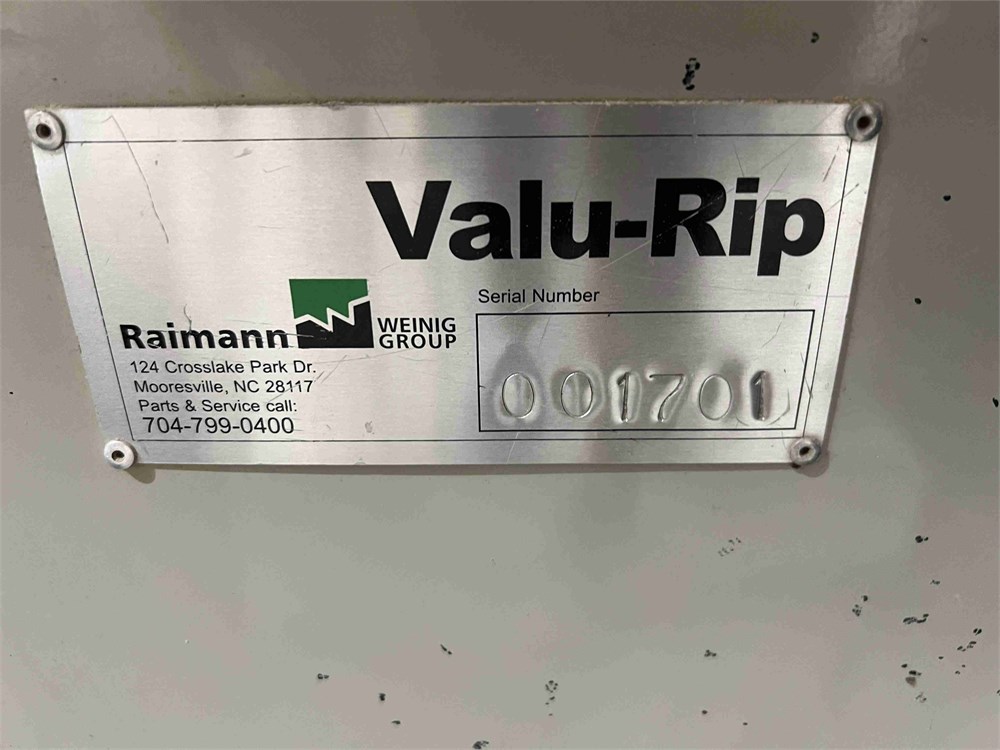 Valu-Rip
Raimann
WEINIG
GROUP
124 Crosslake Park Dr.
Mooresville, NC 28117
Parts & Service call:
704-799-0400
Serial Number
001701